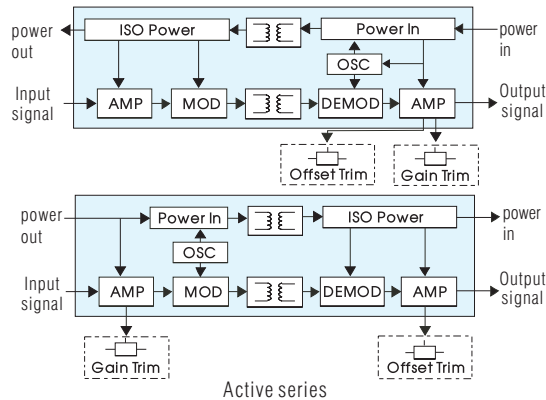 power
out
ISO Power
Power In
power
in
OSC
Input
signal
AMP
MOD
DEMOD
AMP
Output
signal
Offset Trim
Gain Trim
power
out
Power In
ISO Power
power
in
OSC
Input
signal
AMP
MOD
DEMOD
AMP
Output
signal
Gain Trim
Offset Trim
Active series